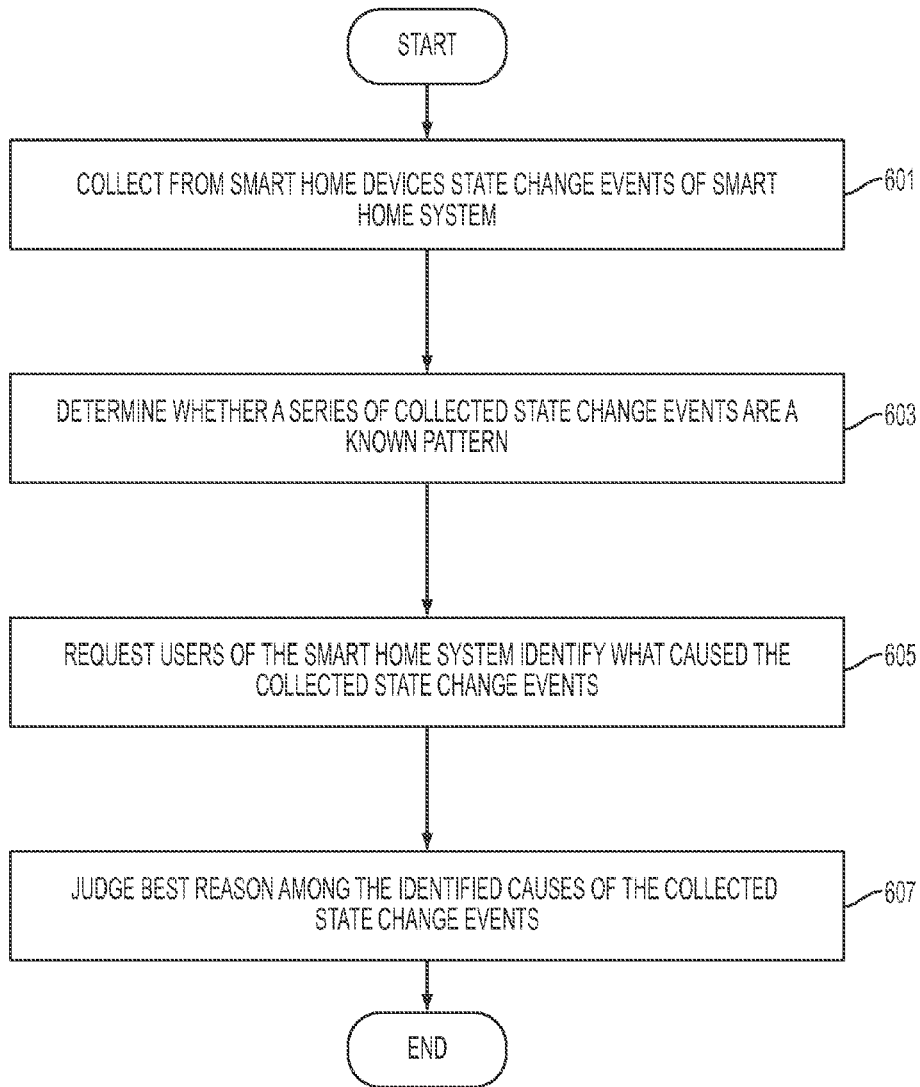 START
COLLECT FROM SMART HOME DEVICES STATE CHANGE EVENTS OF SMART
HOME SYSTEM
601
DETERMINE WHETHER A SERIES OF COLLECTED STATE CHANGE EVENTS ARE A
KNOWN PATTERN
603
REQUEST USERS OF THE SMART HOME SYSTEM IDENTIFY WHAT CAUSED THE
COLLECTED STATE CHANGE EVENTS
605
JUDGE BEST REASON AMONG THE IDENTIFIED CAUSES OF THE COLLECTED
STATE CHANGE EVENTS
607
END